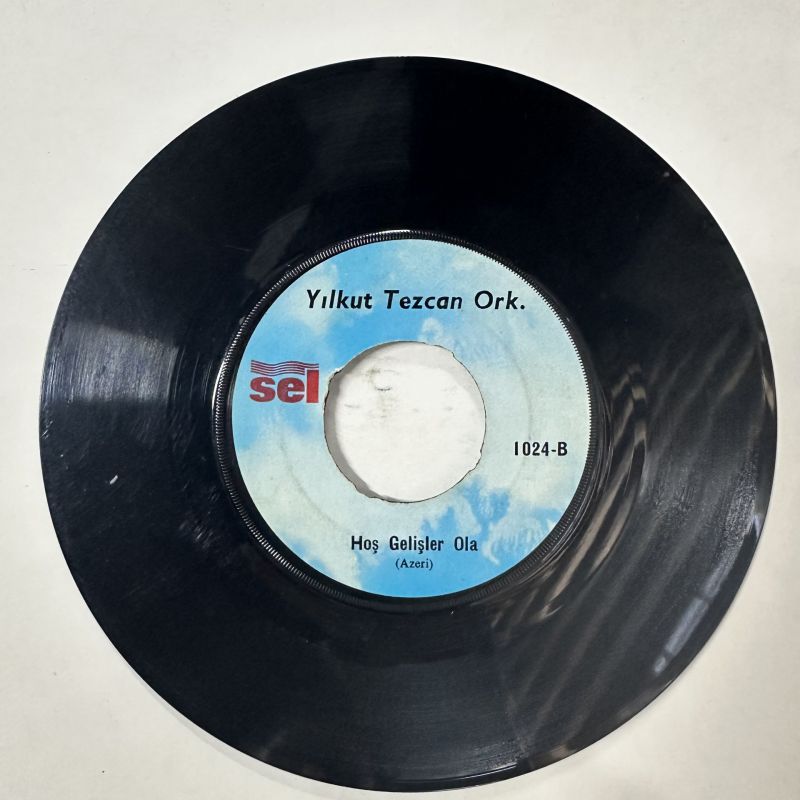 Yılkut Tezcan Ork.
sel
1024-B
Hoş Gelişler Ola
(Azeri)